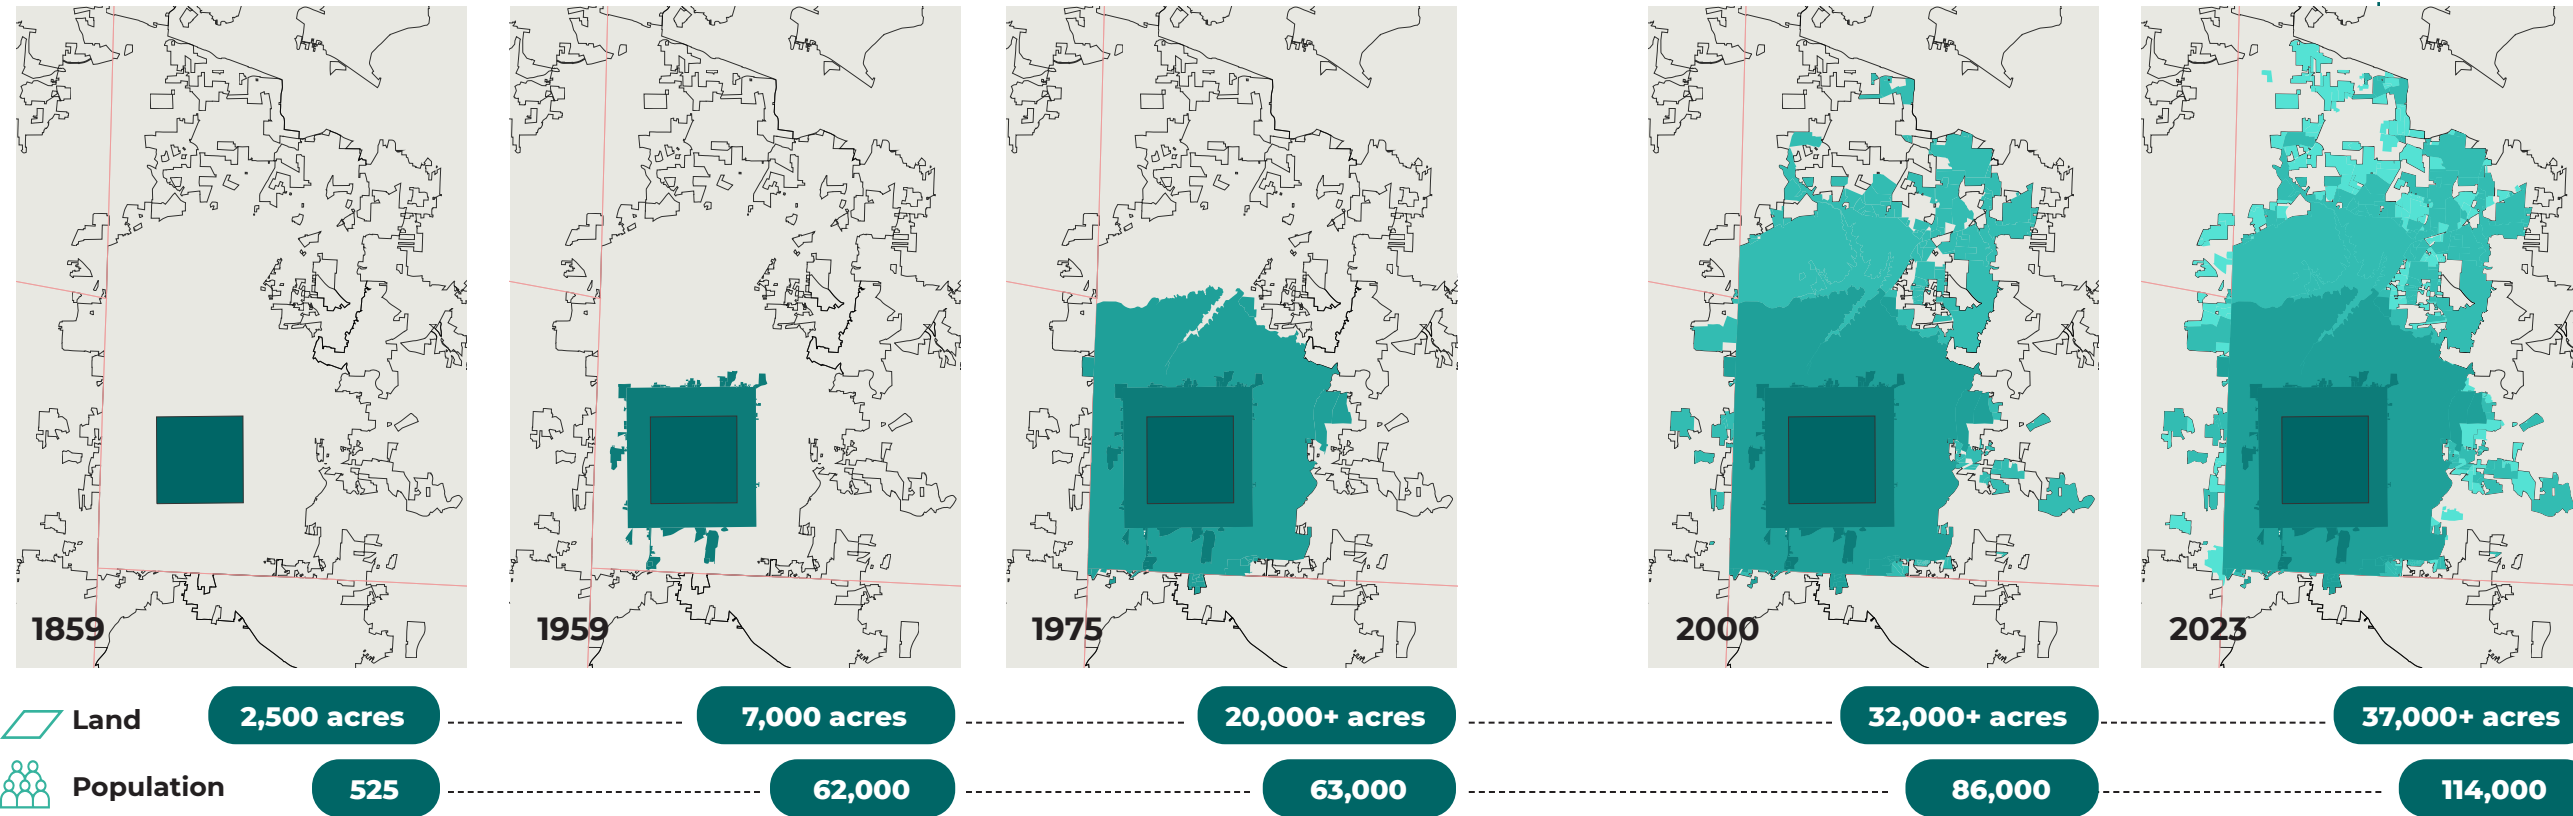 1859 1959 1975 2000 2023
Land 2,500 acres 7,000 acres 20,000+ acres 32,000+ acres 37,000+ acres
Population 525 62,000 63,000 86,000 114,000